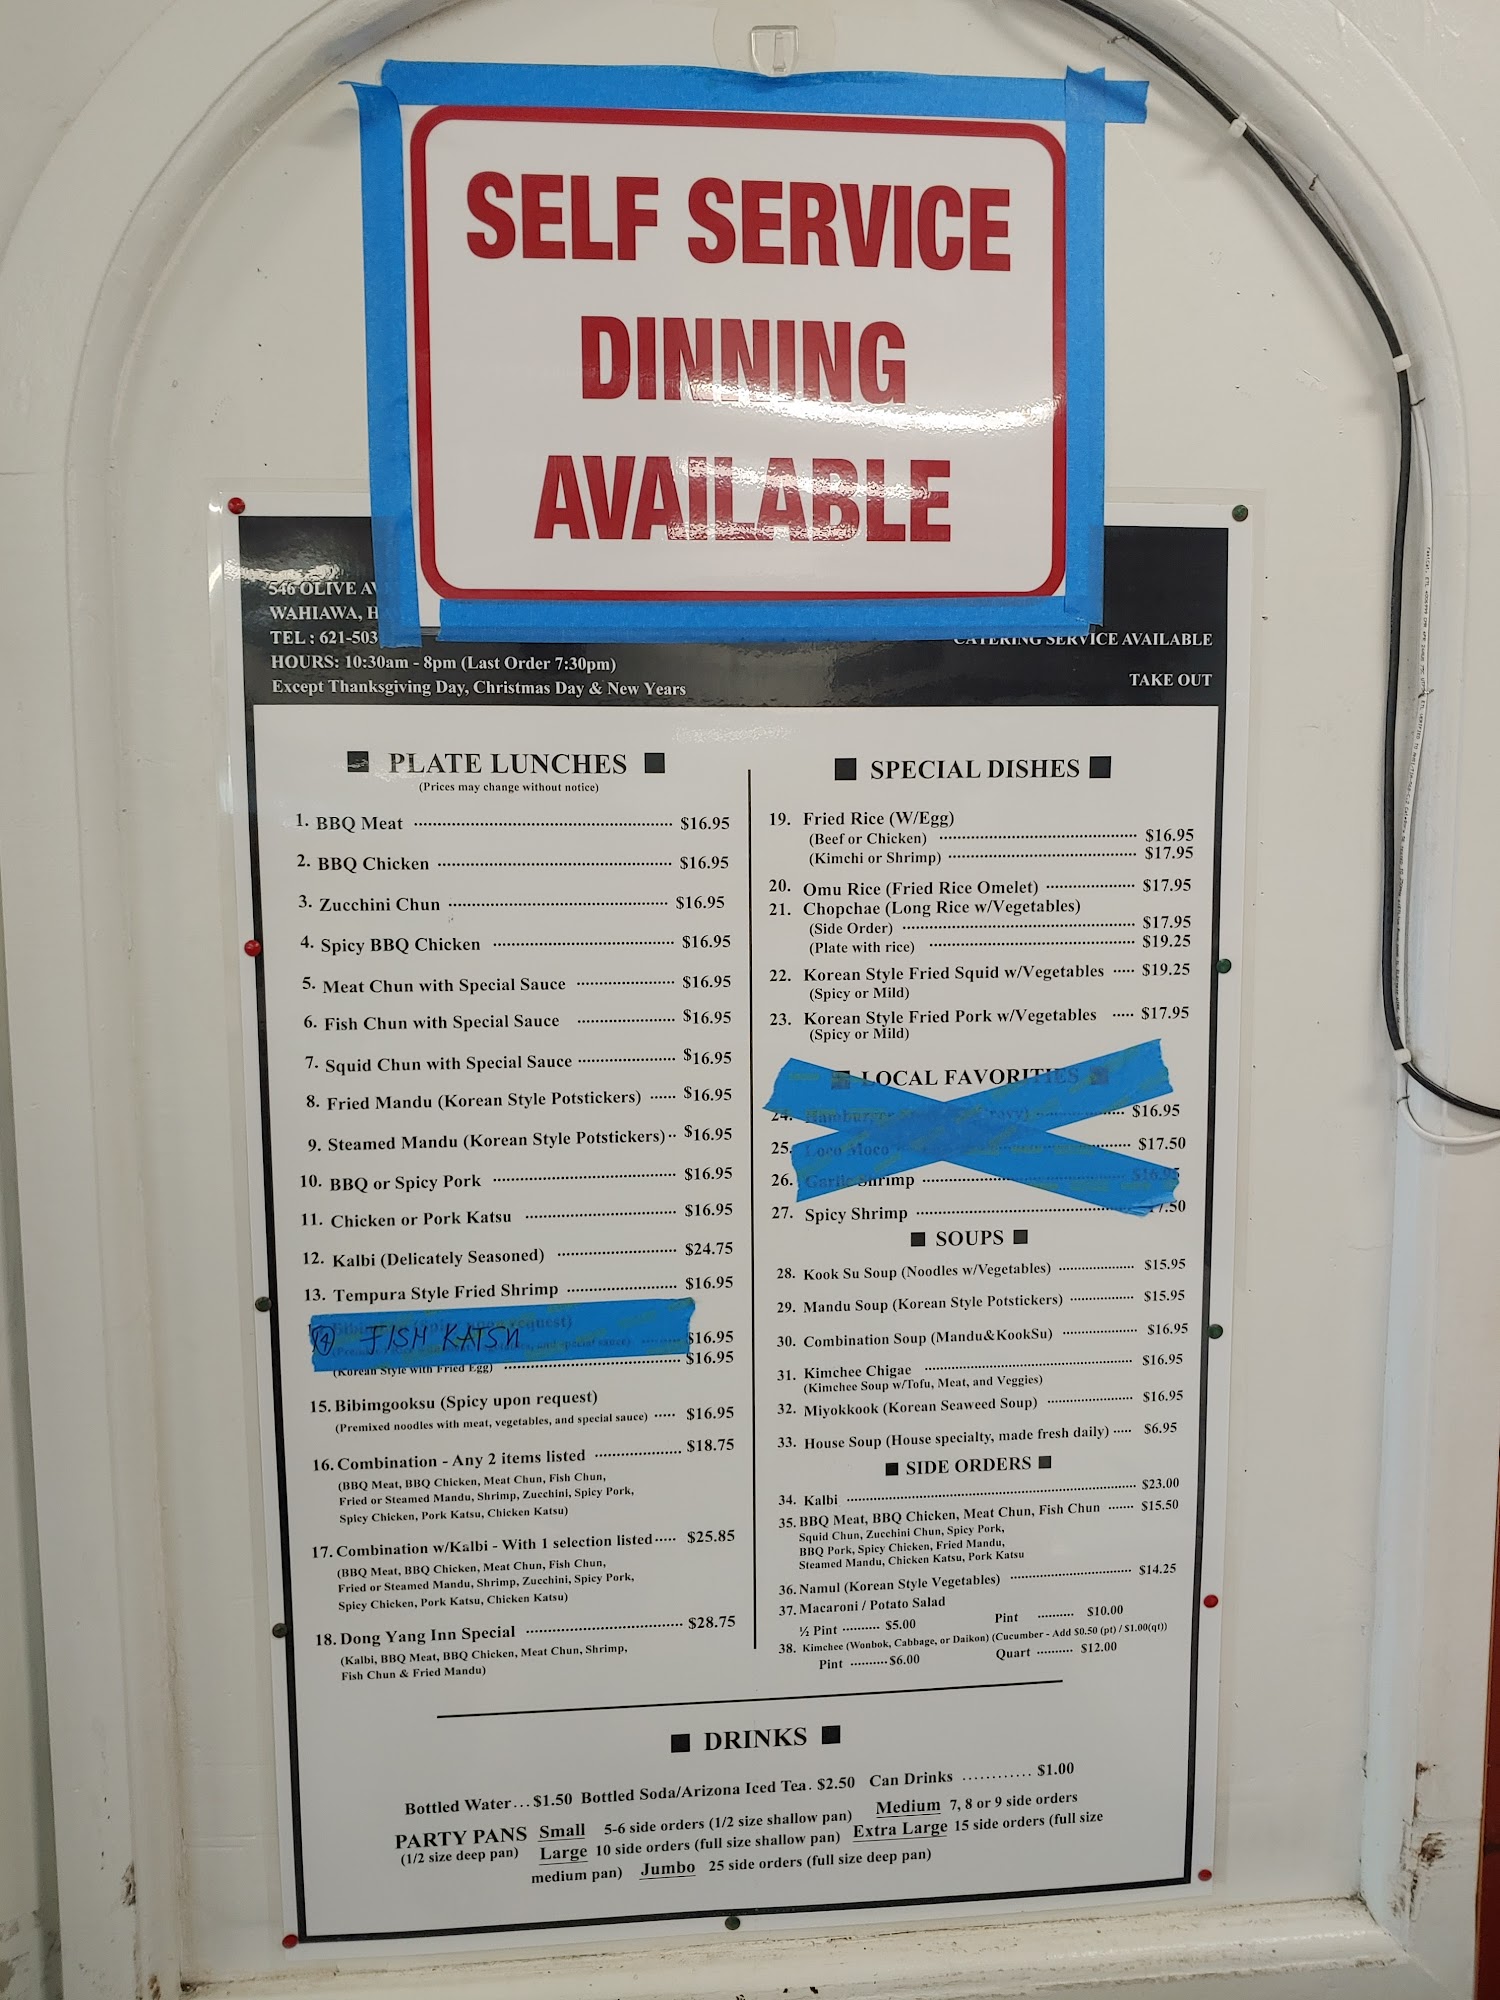 SELF SERVICE
DINNING
AVAILABLE
546 OLIVE AV
WAHIAWA, H
TEL : 621-503
HOURS: 10:30am - 8pm (Last Order 7:30pm)
Except Thanksgiving Day, Christmas Day & New Years
CATERING SERVICE AVAILABLE
TAKE OUT
PLATE LUNCHES
(Prices may change without notice)
1. BBQ Meat $16.95
2. BBQ Chicken $16.95
3. Zucchini Chun $16.95
4. Spicy BBQ Chicken $16.95
5. Meat Chun with Special Sauce $16.95
6. Fish Chun with Special Sauce $16.95
7. Squid Chun with Special Sauce $16.95
8. Fried Mandu (Korean Style Potstickers) $16.95
9. Steamed Mandu (Korean Style Potstickers) $16.95
10. BBQ or Spicy Pork $16.95
11. Chicken or Pork Katsu $16.95
12. Kalbi (Delicately Seasoned) $24.75
13. Tempura Style Fried Shrimp $16.95
14 FISH KATSU $16.95
(Korean Style with Fried Egg) $16.95
15. Bibimgooksu (Spicy upon request)
(Premixed noodles with meat, vegetables, and special sauce) $16.95
16. Combination - Any 2 items listed $18.75
(BBQ Meat, BBQ Chicken, Meat Chun, Fish Chun,
Fried or Steamed Mandu, Shrimp, Zucchini, Spicy Pork,
Spicy Chicken, Pork Katsu, Chicken Katsu)
17. Combination w/Kalbi - With 1 selection listed $25.85
(BBQ Meat, BBQ Chicken, Meat Chun, Fish Chun,
Fried or Steamed Mandu, Shrimp, Zucchini, Spicy Pork,
Spicy Chicken, Pork Katsu, Chicken Katsu)
18. Dong Yang Inn Special $28.75
(Kalbi, BBQ Meat, BBQ Chicken, Meat Chun, Shrimp,
Fish Chun & Fried Mandu)
SPECIAL DISHES
19. Fried Rice (W/Egg)
(Beef or Chicken) $16.95
(Kimchi or Shrimp) $17.95
20. Omu Rice (Fried Rice Omelet) $17.95
21. Chopchae (Long Rice w/Vegetables)
(Side Order) $17.95
(Plate with rice) $19.25
22. Korean Style Fried Squid w/Vegetables $19.25
(Spicy or Mild)
23. Korean Style Fried Pork w/Vegetables $17.95
(Spicy or Mild)
LOCAL FAVORITIES
24. Hamburger $16.95
25. Loco Moco $17.50
26. Garlic Shrimp $16.95
27. Spicy Shrimp 7.50
SOUPS
28. Kook Su Soup (Noodles w/Vegetables) $15.95
29. Mandu Soup (Korean Style Potstickers) $15.95
30. Combination Soup (Mandu&KookSu) $16.95
31. Kimchee Chigae $16.95
(Kimchee Soup w/Tofu, Meat, and Veggies)
32. Miyokkook (Korean Seaweed Soup) $16.95
33. House Soup (House specialty, made fresh daily) $6.95
SIDE ORDERS
34. Kalbi $23.00
35. BBQ Meat, BBQ Chicken, Meat Chun, Fish Chun $15.50
Squid Chun, Zucchini Chun, Spicy Pork,
BBQ Pork, Spicy Chicken, Fried Mandu,
Steamed Mandu, Chicken Katsu, Pork Katsu
36. Namul (Korean Style Vegetables) $14.25
37. Macaroni / Potato Salad
½ Pint $5.00 Pint $10.00
38. Kimchee (Wonbok, Cabbage, or Daikon) (Cucumber - Add $0.50 (pt) / $1.00(qt))
Pint $6.00 Quart $12.00
DRINKS
Bottled Water... $1.50 Bottled Soda/Arizona Iced Tea. $2.50 Can Drinks ............ $1.00
PARTY PANS Small 5-6 side orders (1/2 size shallow pan) Medium 7, 8 or 9 side orders
(1/2 size deep pan) Large 10 side orders (full size shallow pan) Extra Large 15 side orders (full size
medium pan) Jumbo 25 side orders (full size deep pan)